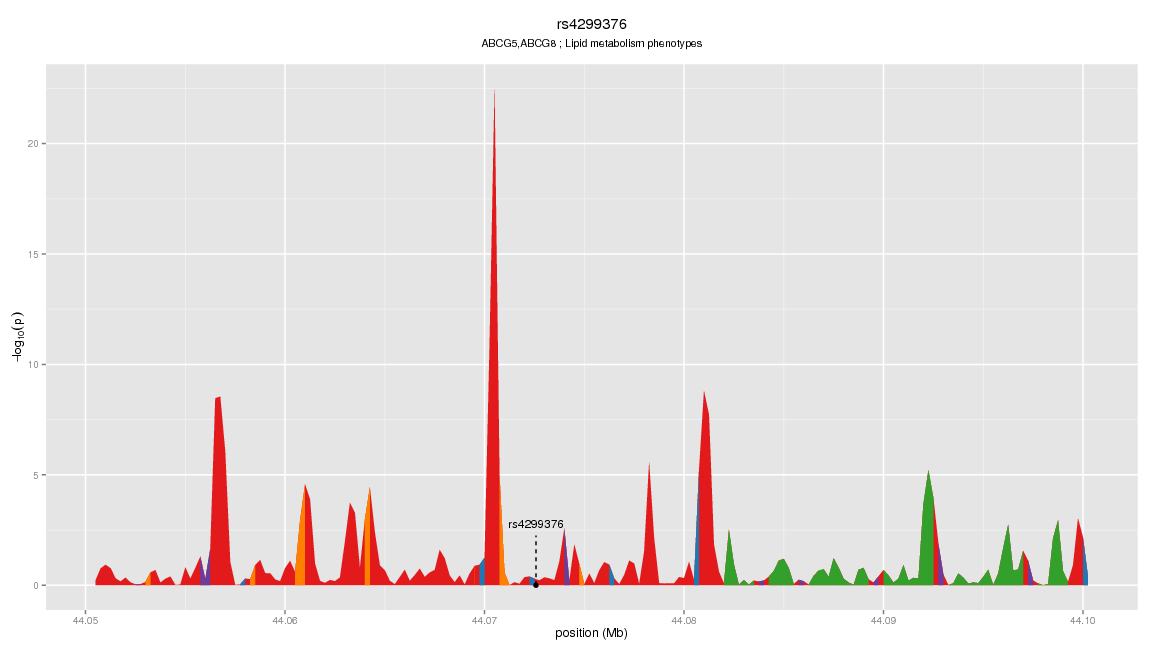 rs4299376
ABCG5,ABCG8 ; Lipid metabolism phenotypes
20
15
10
5
0
−log10(p)
rs4299376
44.05 44.06 44.07 44.08 44.09 44.10
position (Mb)